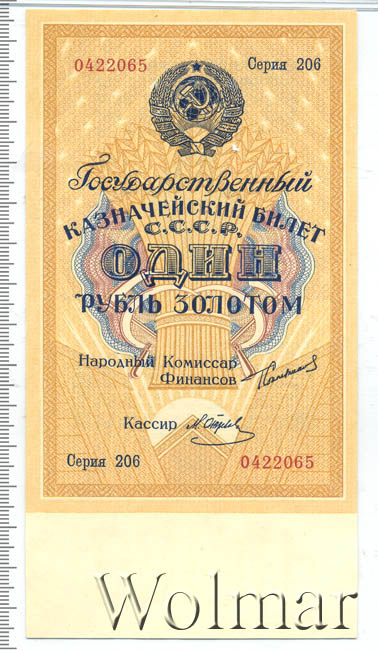 0422065 Серия 206
Государственный
КАЗНАЧЕЙСКИЙ БИЛЕТ
С.С.С.Р.
ОДИН
РУБЛЬ ЗОЛОТОМ
Народный Комиссар
Финансов
Кассир
Серия 206 0422065
Wolmar